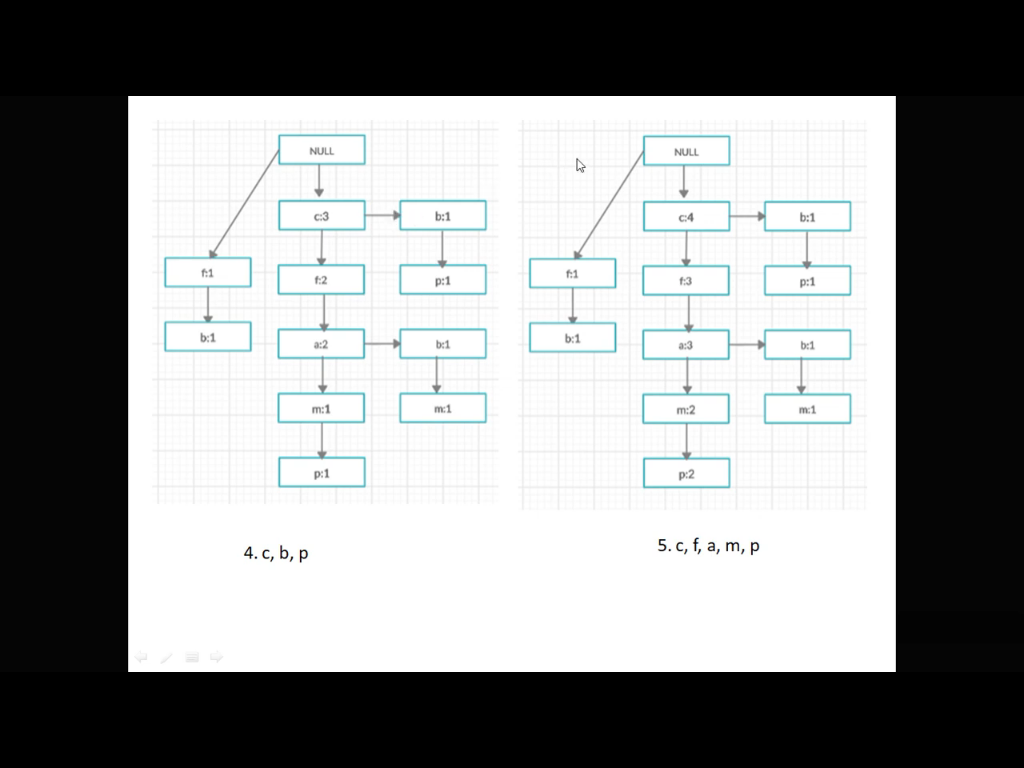 NULL
c:3
b:1
f:1
f:2
p:1
b:1
a:2
b:1
m:1
m:1
p:1
4. c, b, p
NULL
c:4
b:1
f:1
f:3
p:1
b:1
a:3
b:1
m:2
m:1
p:2
5. c, f, a, m, p